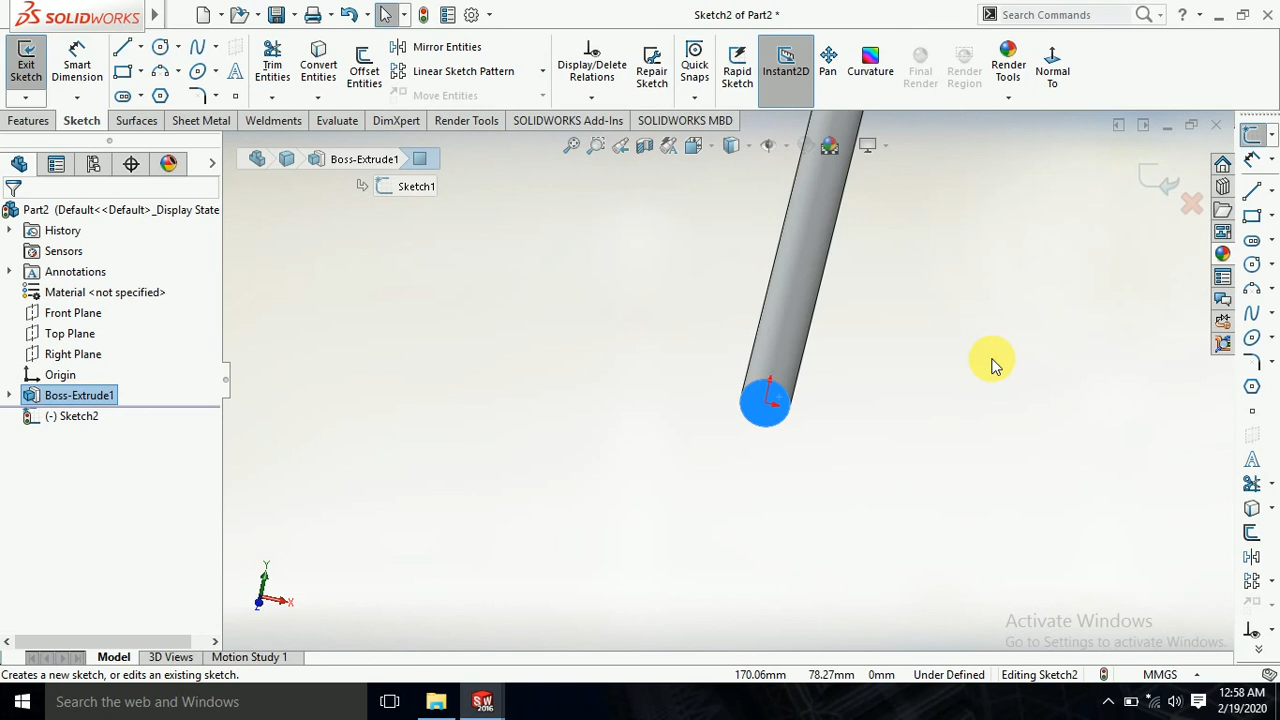 SOLIDWORKS
Sketch2 of Part2 *
Search Commands
Exit Sketch
Smart Dimension
Trim Entities
Convert Entities
Offset Entities
Mirror Entities
Linear Sketch Pattern
Move Entities
Display/Delete Relations
Repair Sketch
Quick Snaps
Rapid Sketch
Instant2D
Pan
Curvature
Final Render
Render Region
Render Tools
Normal To
Features Sketch Surfaces Sheet Metal Weldments Evaluate DimXpert Render Tools SOLIDWORKS Add-Ins SOLIDWORKS MBD
Boss-Extrude1
Sketch1
Part2 (Default<<Default>_Display State
History
Sensors
Annotations
Material <not specified>
Front Plane
Top Plane
Right Plane
Origin
Boss-Extrude1
(-) Sketch2
Y
X
Z
Activate Windows
Go to Settings to activate Windows.
Model 3D Views Motion Study 1
Creates a new sketch, or edits an existing sketch. 170.06mm 78.27mm 0mm Under Defined Editing Sketch2 MMGS
Search the web and Windows
SW
2016
12:58 AM
2/19/2020